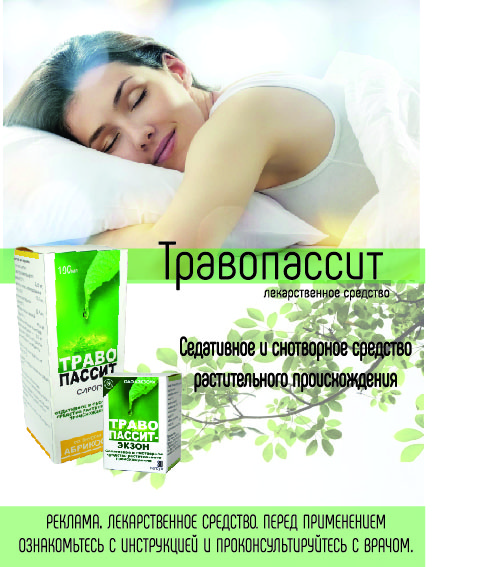 Травопассит
лекарственное средство
Седативное и снотворное средство
растительного происхождения
100мл
ТРАВО
ПАССИТ
СИРОП
ТРАВО
ПАССИТ-
ЭКЗОН
РЕКЛАМА. ЛЕКАРСТВЕННОЕ СРЕДСТВО. ПЕРЕД ПРИМЕНЕНИЕМ
ОЗНАКОМЬТЕСЬ С ИНСТРУКЦИЕЙ И ПРОКОНСУЛЬТИРУЙТЕСЬ С ВРАЧОМ.